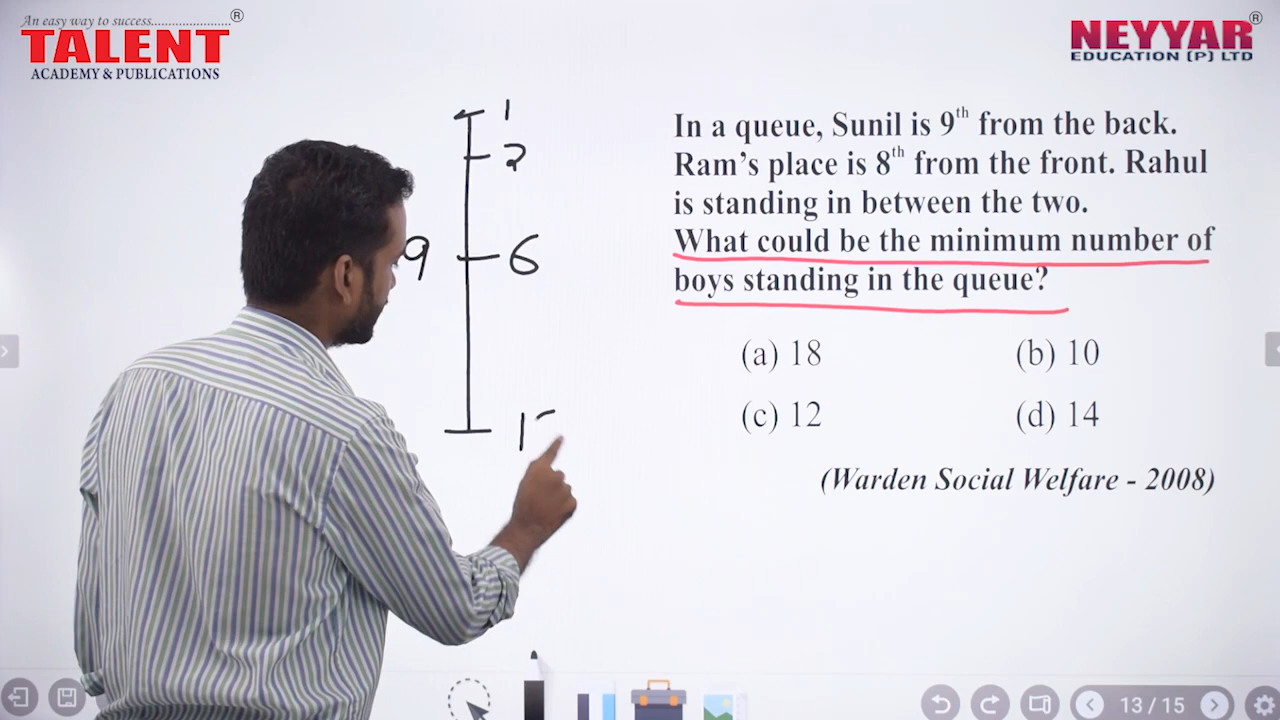 An easy way to success........................®
TALENT
ACADEMY & PUBLICATIONS
NEYYAR®
EDUCATION (P) LTD
1
2
9 6
In a queue, Sunil is 9th from the back.
Ram's place is 8th from the front. Rahul
is standing in between the two.
What could be the minimum number of
boys standing in the queue?
(a) 18 (b) 10
(c) 12 (d) 14
(Warden Social Welfare - 2008)
13 / 15